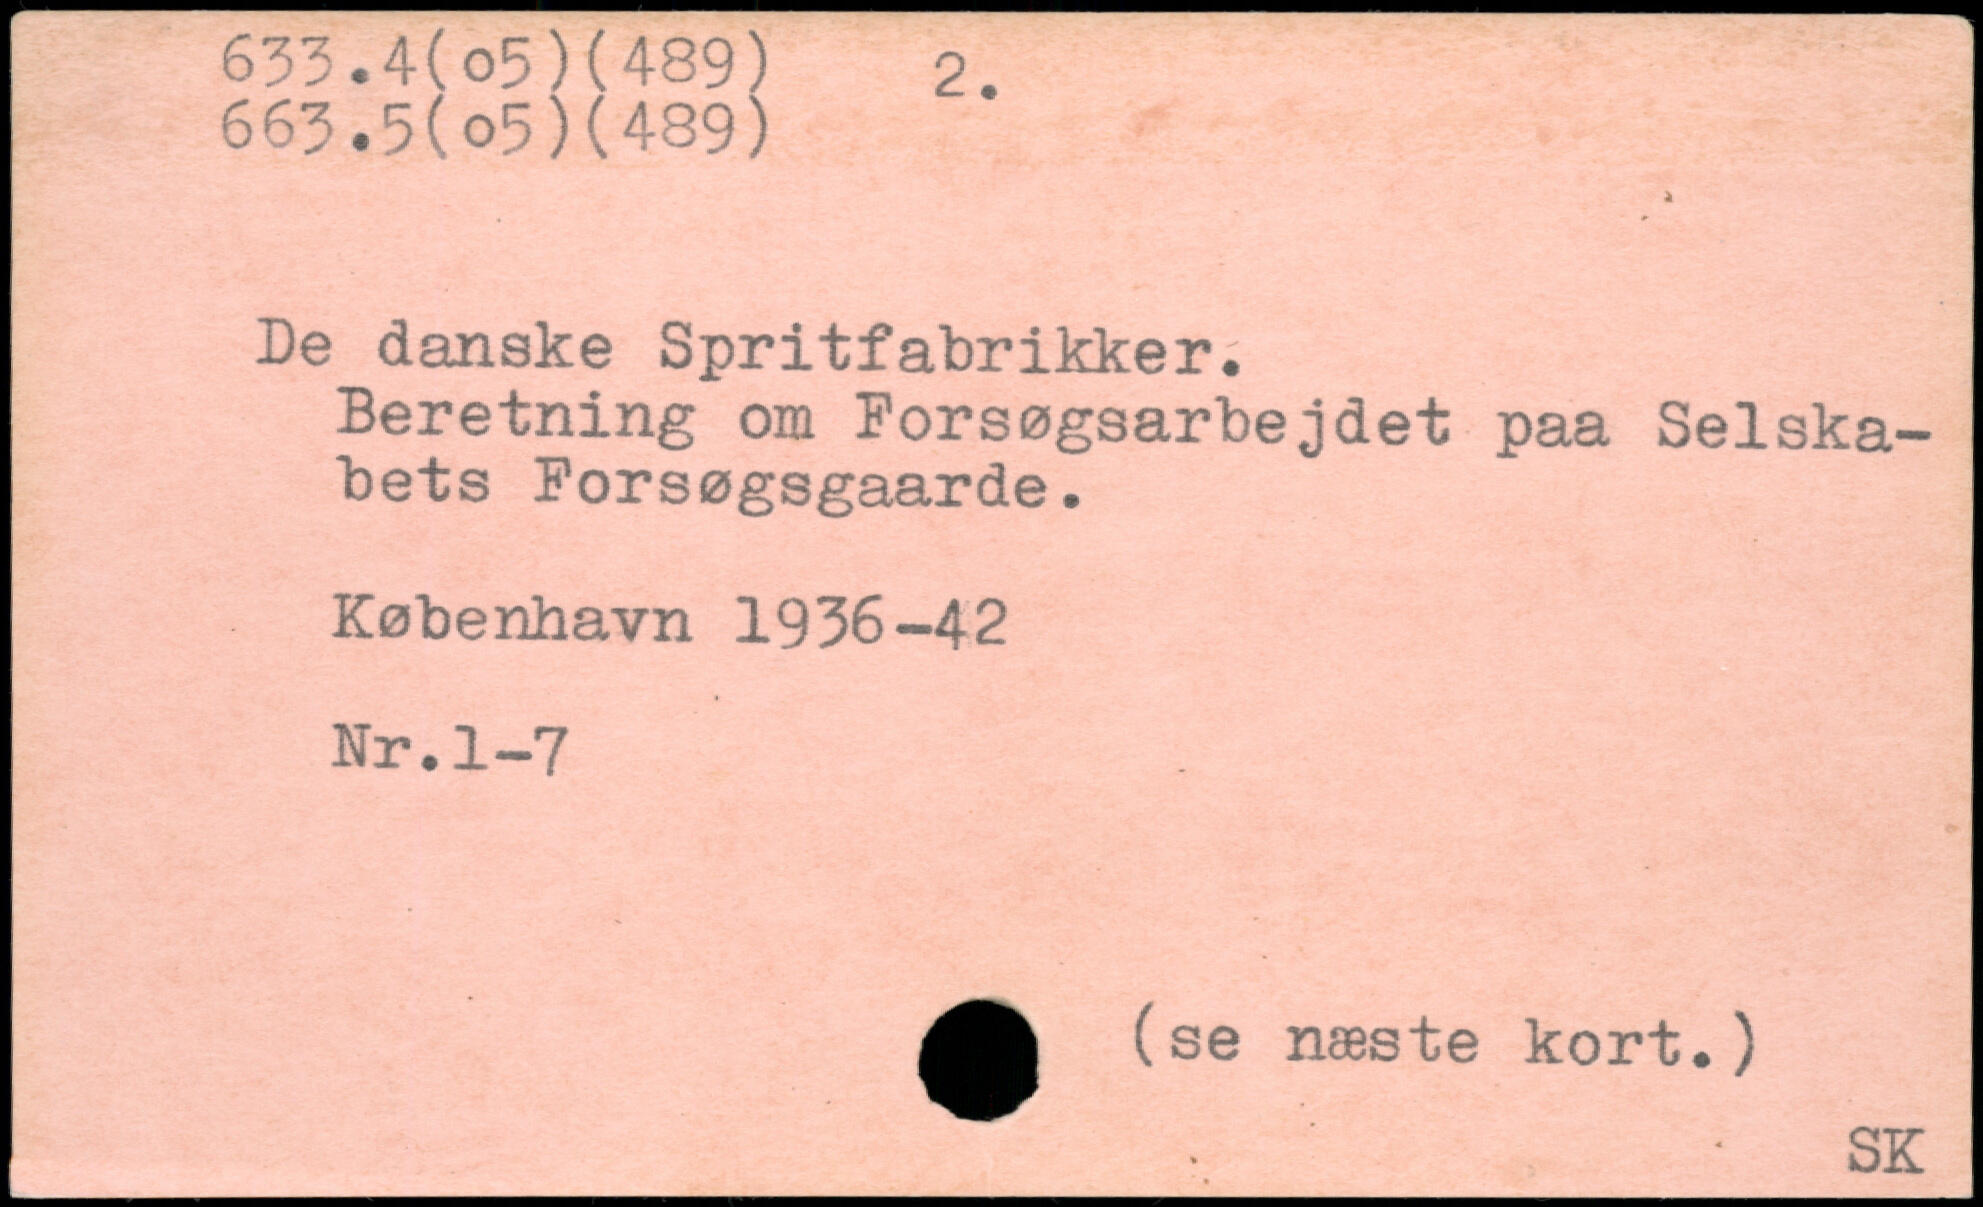 633.4(o5)(489) 2.
663.5(o5)(489)
De danske Spritfabrikker.
Beretning om Forsøgsarbejdet paa Selska-
bets Forsøgsgaarde.
København 1936-42
Nr.1-7
(se næste kort.)
SK